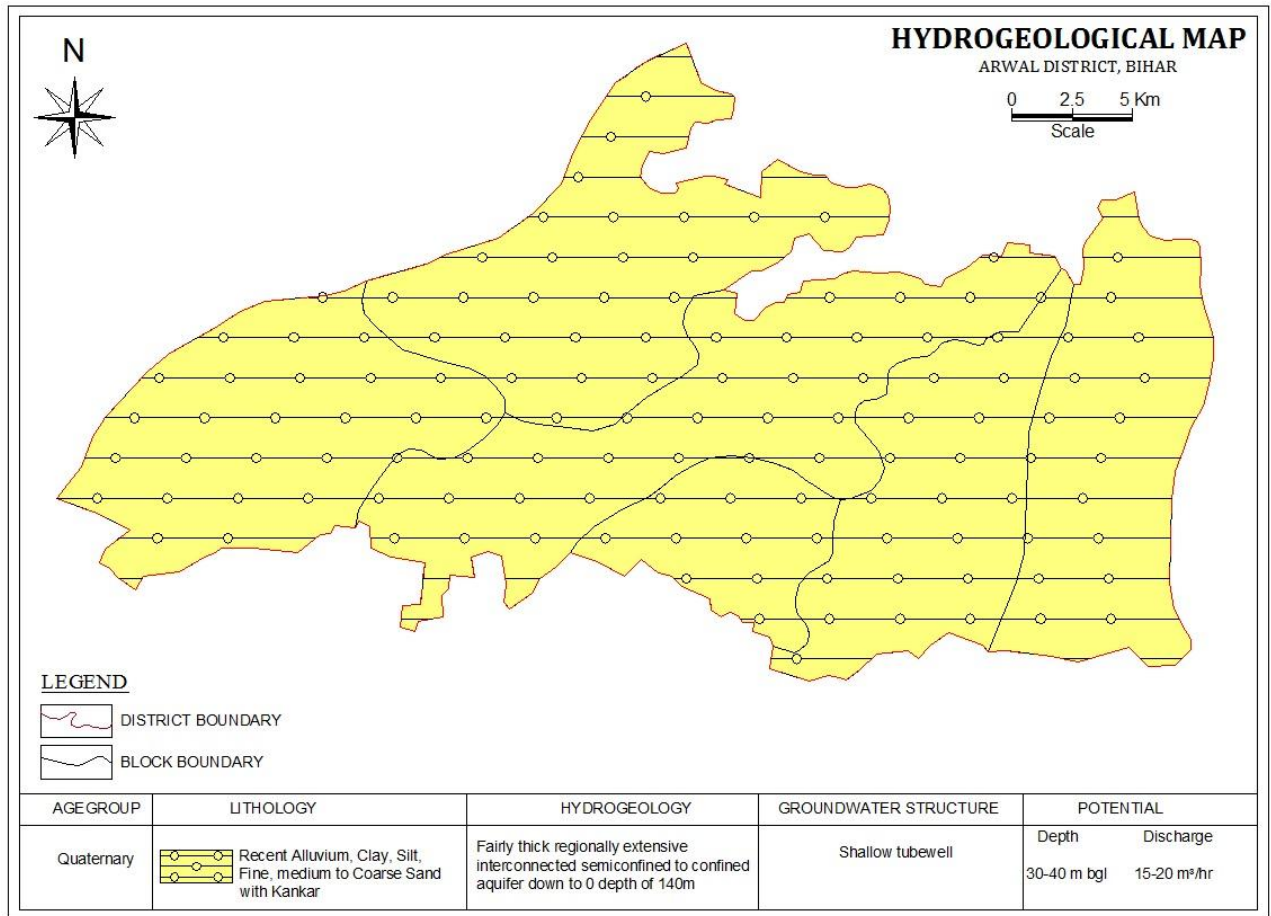 HYDROGEOLOGICAL MAP
ARWAL DISTRICT, BIHAR
N
0 2.5 5 Km
Scale
LEGEND
DISTRICT BOUNDARY
BLOCK BOUNDARY
AGEGROUP LITHOLOGY HYDROGEOLOGY GROUNDWATER STRUCTURE POTENTIAL
Quaternary
Recent Alluvium, Clay, Silt,
Fine, medium to Coarse Sand
with Kankar
Fairly thick regionally extensive
interconnected semiconfined to confined
aquifer down to 0 depth of 140m
Shallow tubewell
Depth Discharge
30-40 m bgl 15-20 m³/hr